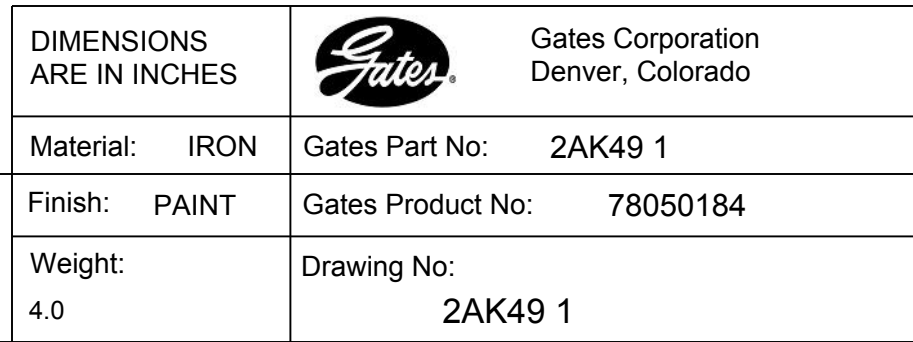 DIMENSIONS
ARE IN INCHES
Gates®
Gates Corporation
Denver, Colorado
Material: IRON
Gates Part No: 2AK49 1
Finish: PAINT
Gates Product No: 78050184
Weight:
4.0
Drawing No:
2AK49 1